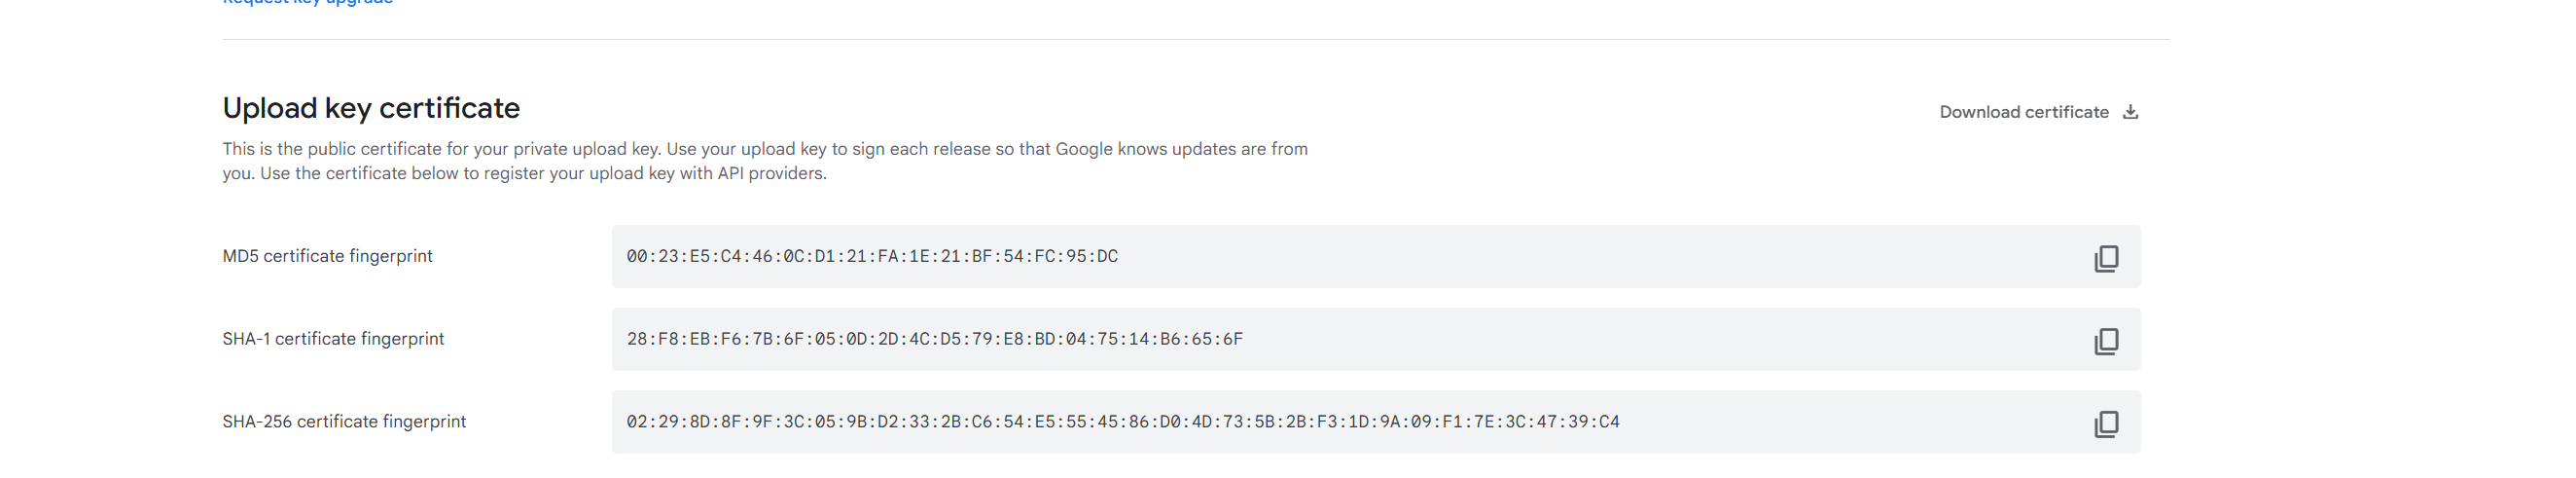 Request key upgrade
Upload key certificate
Download certificate
This is the public certificate for your private upload key. Use your upload key to sign each release so that Google knows updates are from
you. Use the certificate below to register your upload key with API providers.
MD5 certificate fingerprint
00:23:E5:C4:46:0C:D1:21:FA:1E:21:BF:54:FC:95:DC
SHA-1 certificate fingerprint
28:F8:EB:F6:7B:6F:05:0D:2D:4C:D5:79:E8:BD:04:75:14:B6:65:6F
SHA-256 certificate fingerprint
02:29:8D:8F:9F:3C:05:9B:D2:33:2B:C6:54:E5:55:45:86:D0:4D:73:5B:2B:F3:1D:9A:09:F1:7E:3C:47:39:C4